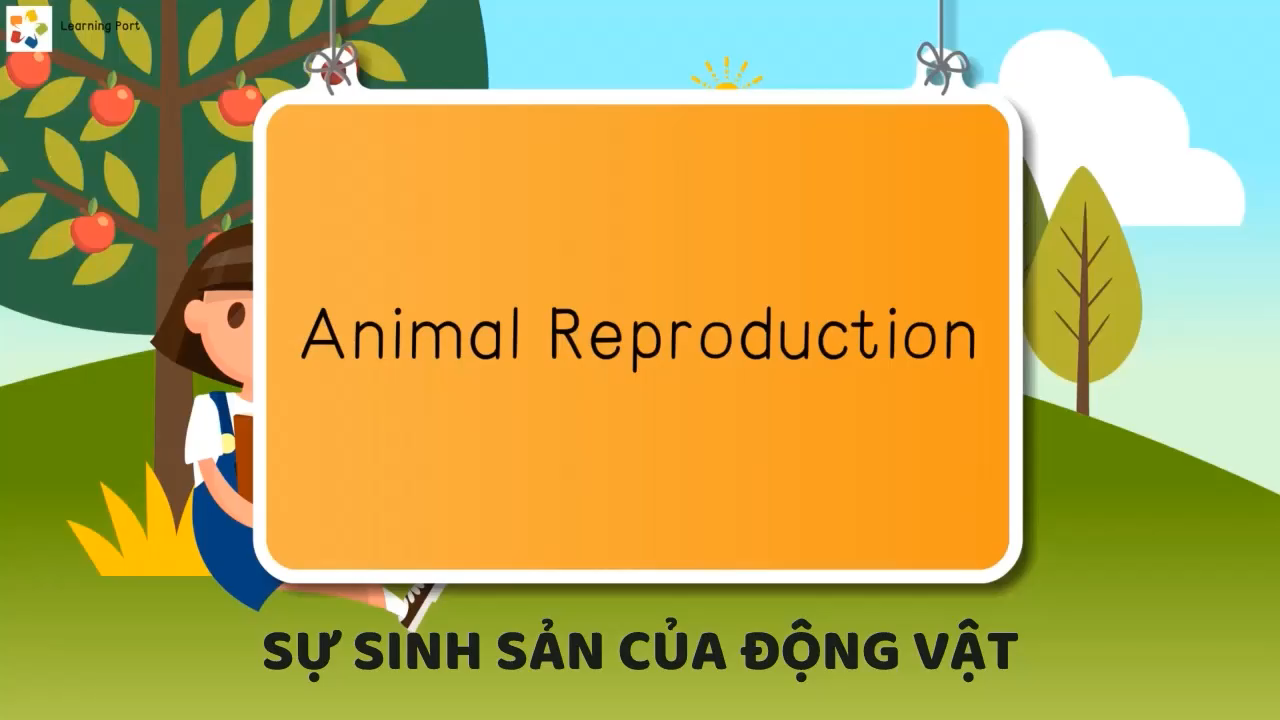 Learning Port
Animal Reproduction
SỰ SINH SẢN CỦA ĐỘNG VẬT